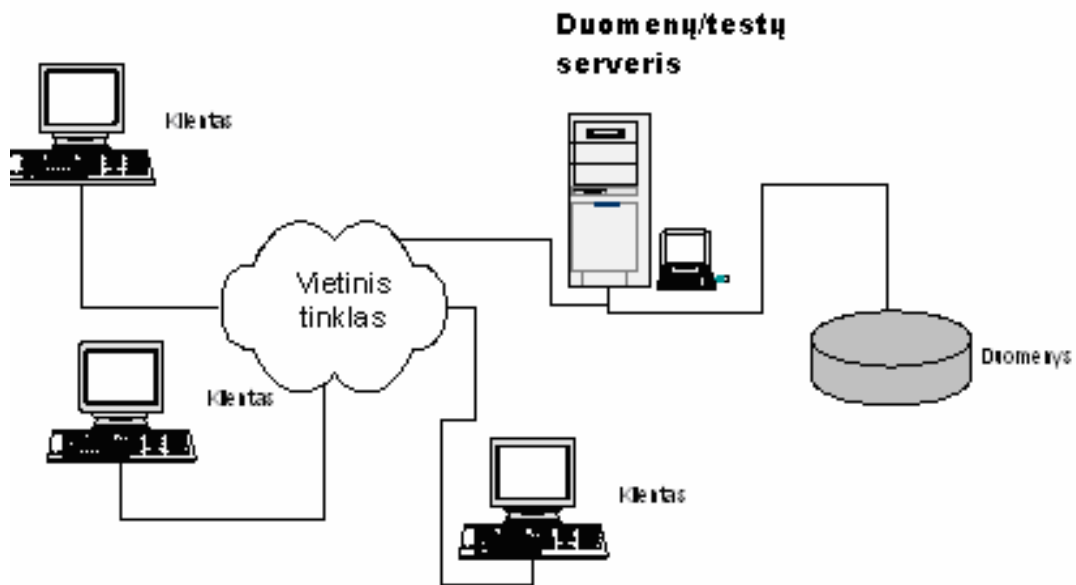 Duomenų/testų
serveris
Klientas
Vietinis
tinklas
Duomenys
Klientas
Klientas